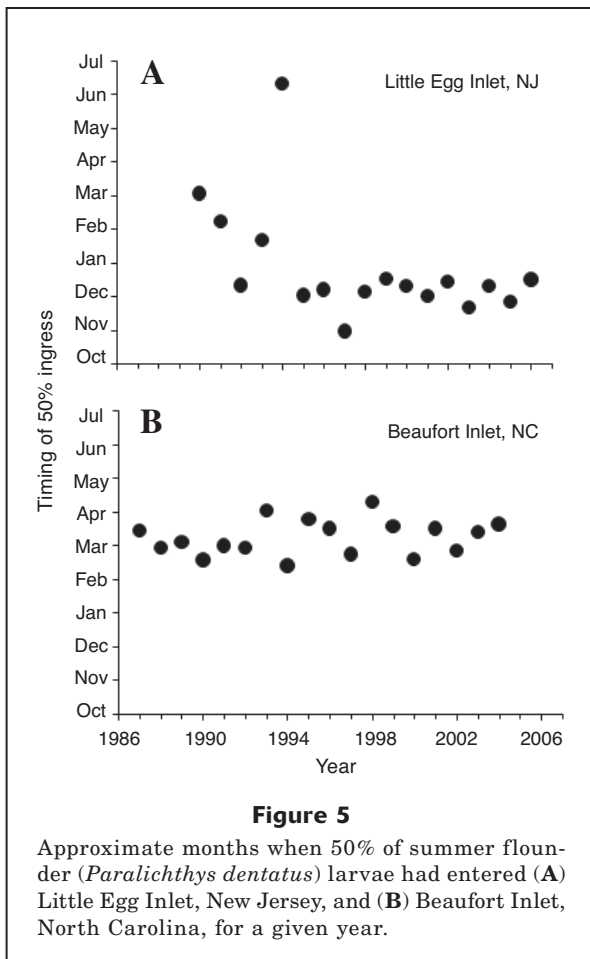 Jul
A
Little Egg Inlet, NJ
Jun
May
Apr
Mar
Feb
Jan
Dec
Nov
Oct
Timing of 50% ingress
Jul
B
Beaufort Inlet, NC
Jun
May
Apr
Mar
Feb
Jan
Dec
Nov
Oct
1986 1990 1994 1998 2002 2006
Year
Figure 5
Approximate months when 50% of summer floun-
der (Paralichthys dentatus) larvae had entered (A)
Little Egg Inlet, New Jersey, and (B) Beaufort Inlet,
North Carolina, for a given year.